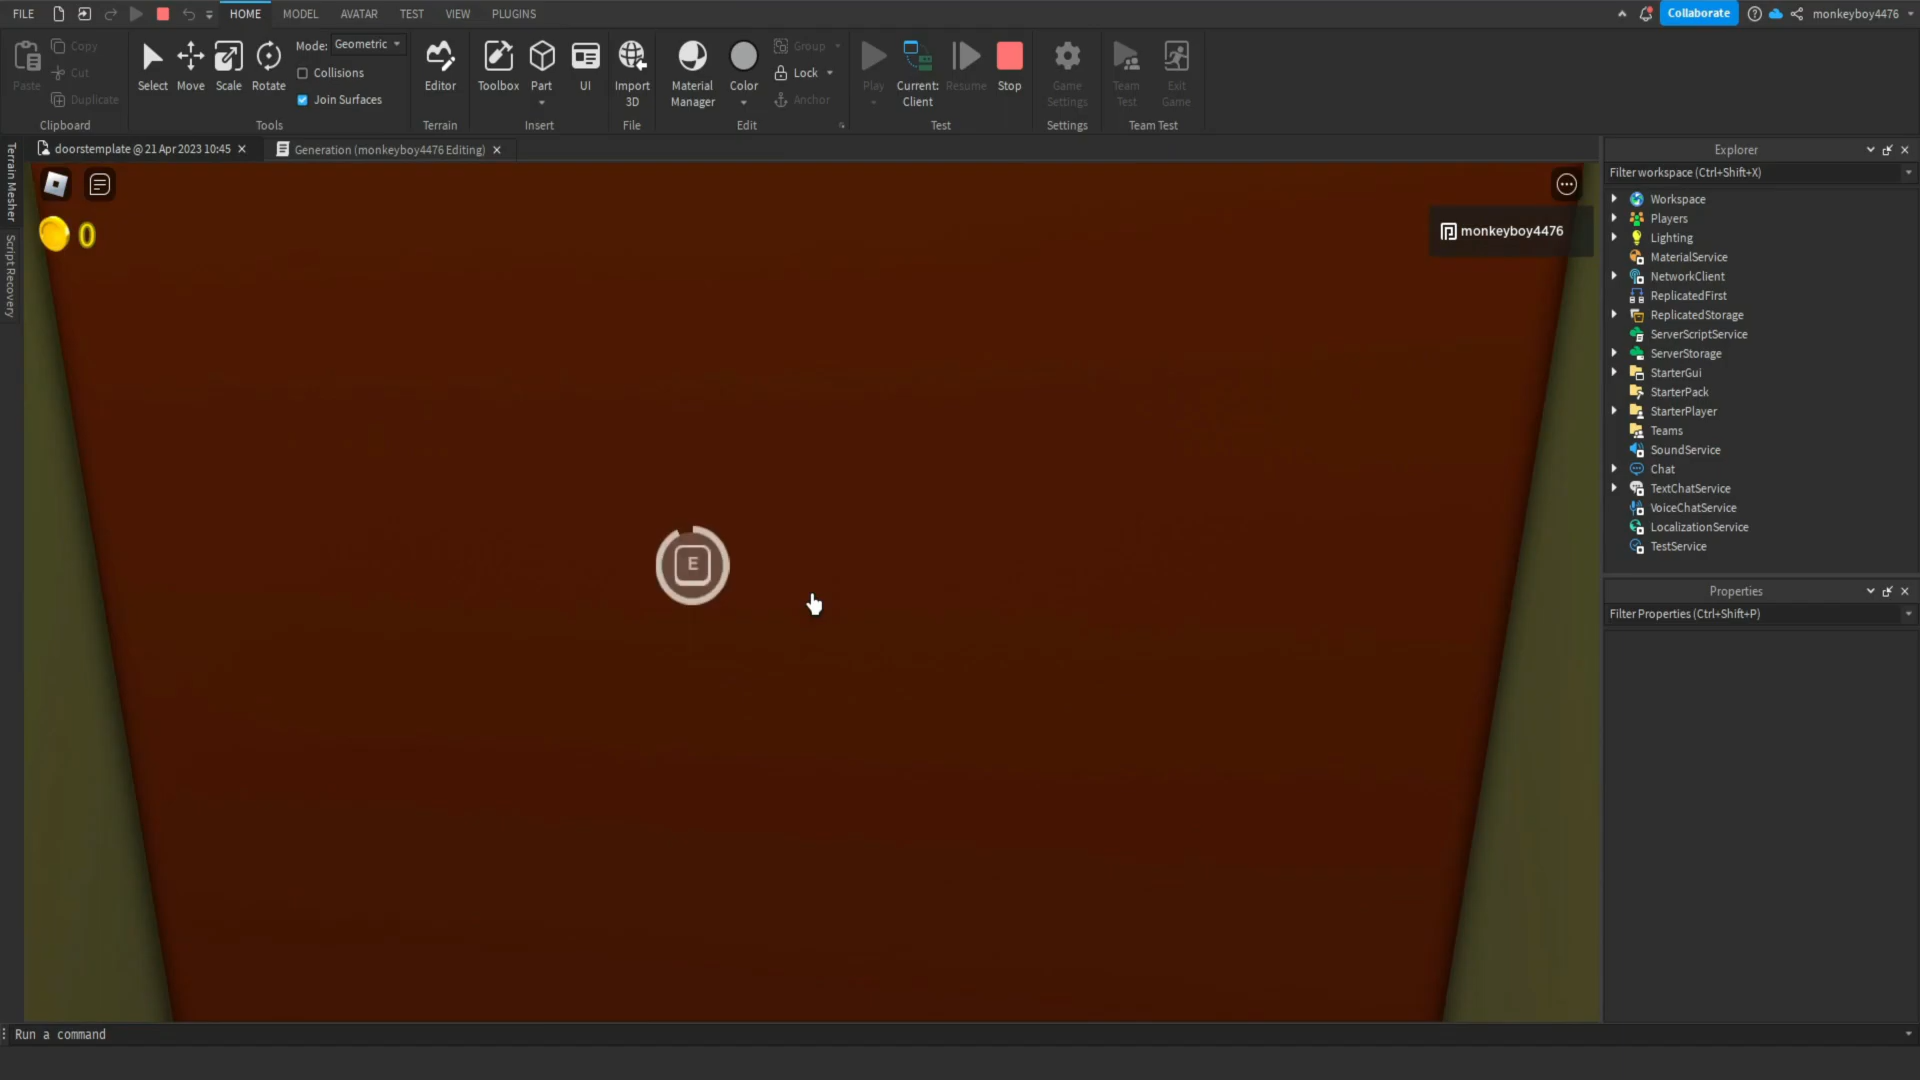 FILE HOME MODEL AVATAR TEST VIEW PLUGINS Collaborate monkeyboy4476
Paste Copy Cut Duplicate
Clipboard
Select Move Scale Rotate
Mode: Geometric
Collisions
Join Surfaces
Tools
Editor
Terrain
Toolbox Part UI
Insert
Import
3D
File
Material
Manager
Color
Group
Lock
Anchor
Edit
Play
Current:
Client
Resume Stop
Test
Game
Settings
Settings
Team
Test
Exit
Game
Team Test
Terrain Mesher
Script Recovery
doorstemplate @ 21 Apr 2023 10:45
Generation (monkeyboy4476 Editing)
0
monkeyboy4476
E
Explorer
Filter workspace (Ctrl+Shift+X)
Workspace
Players
Lighting
MaterialService
NetworkClient
ReplicatedFirst
ReplicatedStorage
ServerScriptService
ServerStorage
StarterGui
StarterPack
StarterPlayer
Teams
SoundService
Chat
TextChatService
VoiceChatService
LocalizationService
TestService
Properties
Filter Properties (Ctrl+Shift+P)
Run a command